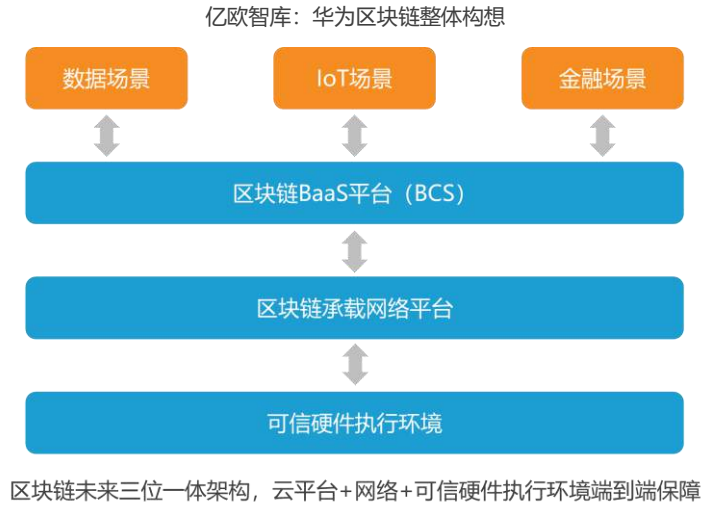 亿欧智库：华为区块链整体构想
数据场景
IoT场景
金融场景
区块链BaaS平台（BCS）
区块链承载网络平台
可信硬件执行环境
区块链未来三位一体架构，云平台+网络+可信硬件执行环境端到端保障